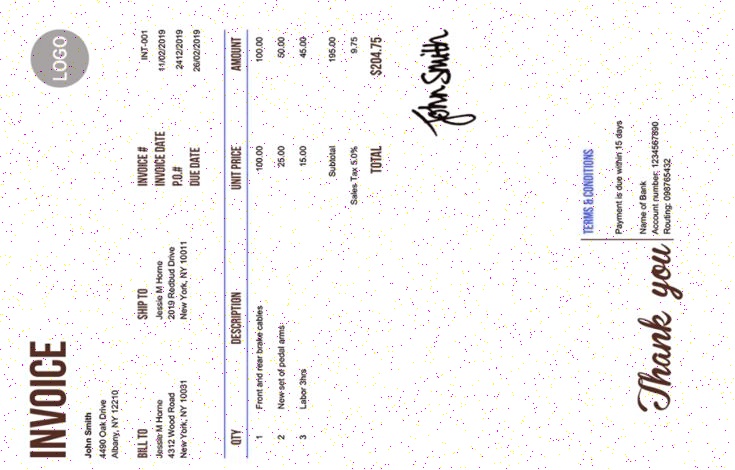 INVOICE
LOGO
John Smith
4490 Oak Drive
Albany, NY 12210
BILL TO SHIP TO INVOICE # INT-001
Jessie M Horne Jessie M Horne INVOICE DATE 11/02/2019
4312 Wood Road 2019 Redbud Drive P.O.# 2412/2019
New York, NY 10031 New York, NY 10011 DUE DATE 26/02/2019
QTY DESCRIPTION UNIT PRICE AMOUNT
1 Front and rear brake cables 100.00 100.00
2 New set of pedal arms 25.00 50.00
3 Labor 3hrs 15.00 45.00
Subtotal 195.00
Sales Tax 5.0% 9.75
TOTAL $204.75
John Smith
TERMS & CONDITIONS
Payment is due within 15 days
Name of Bank
Account number: 1234567890
Routing: 098765432
Thank you